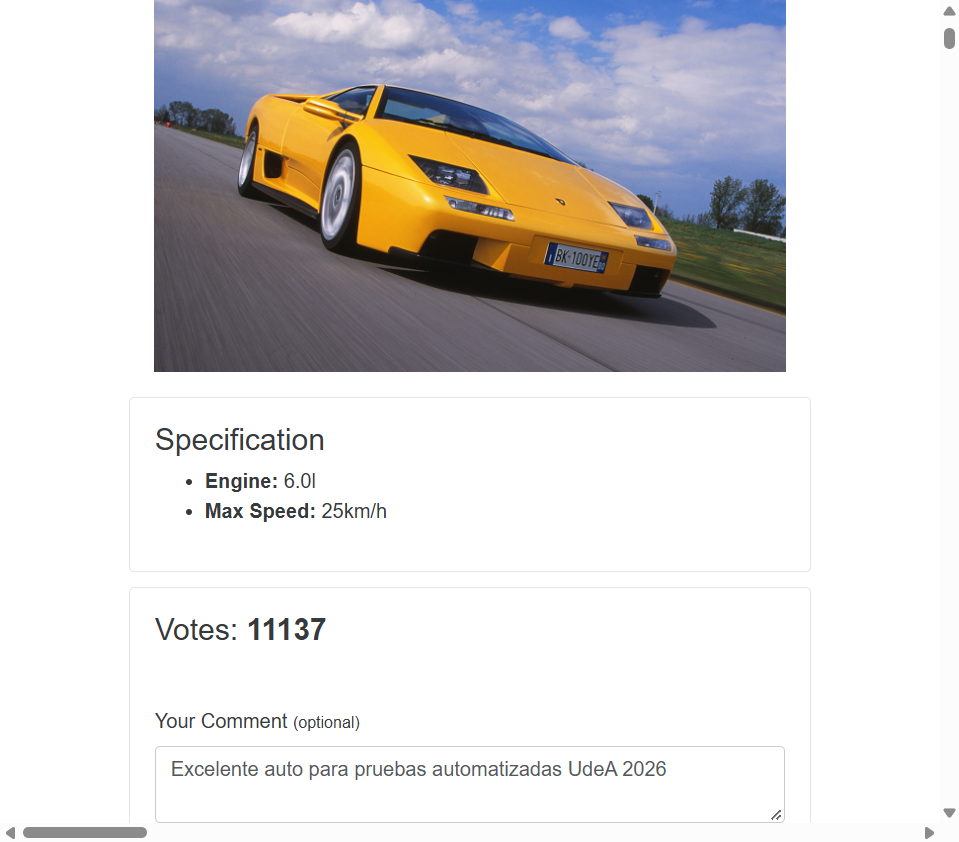 BK·100YE
Specification
Engine: 6.0l
Max Speed: 25km/h
Votes: 11137
Your Comment (optional)
Excelente auto para pruebas automatizadas UdeA 2026